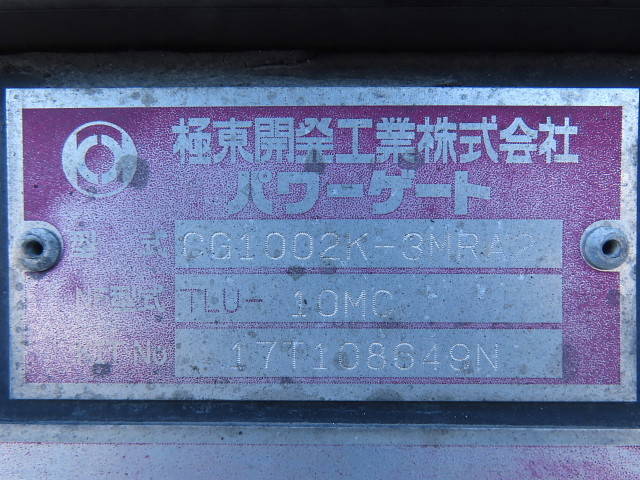 極東開発工業株式会社
パワーゲート
型 式 CG1002K-3MRA2
型式 TLU- 10MC
No 17T108649N